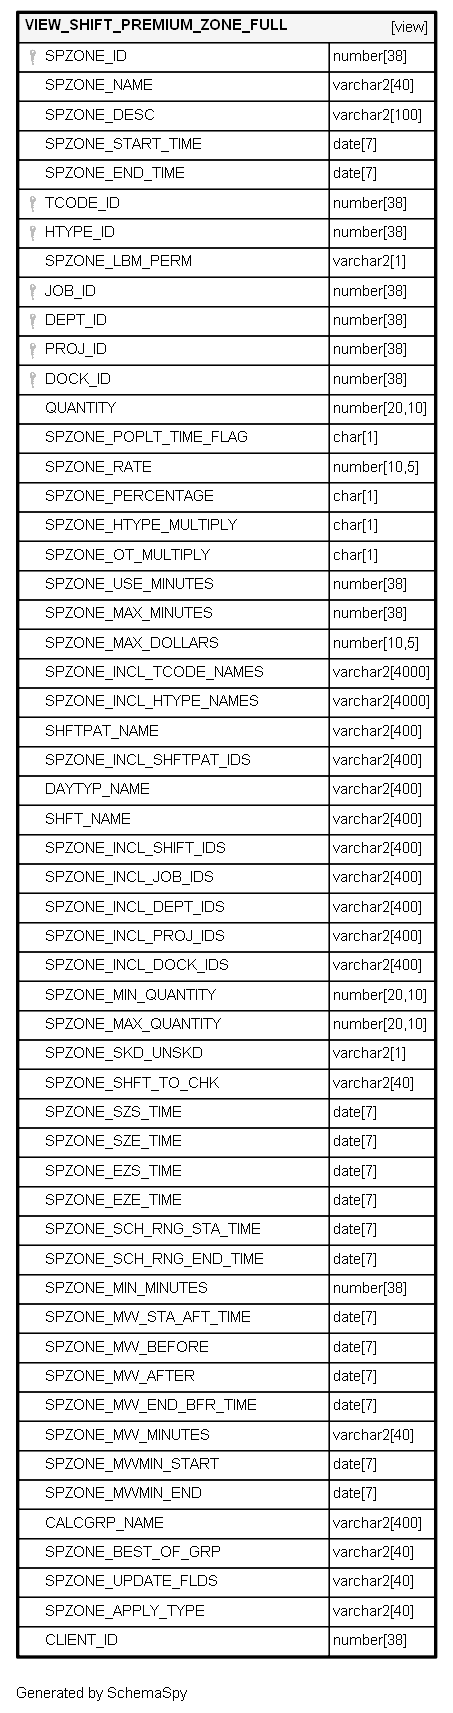 VIEW_SHIFT_PREMIUM_ZONE_FULL [view]
SPZONE_ID number[38]
SPZONE_NAME varchar2[40]
SPZONE_DESC varchar2[100]
SPZONE_START_TIME date[7]
SPZONE_END_TIME date[7]
TCODE_ID number[38]
HTYPE_ID number[38]
SPZONE_LBM_PERM varchar2[1]
JOB_ID number[38]
DEPT_ID number[38]
PROJ_ID number[38]
DOCK_ID number[38]
QUANTITY number[20,10]
SPZONE_POPLT_TIME_FLAG char[1]
SPZONE_RATE number[10,5]
SPZONE_PERCENTAGE char[1]
SPZONE_HTYPE_MULTIPLY char[1]
SPZONE_OT_MULTIPLY char[1]
SPZONE_USE_MINUTES number[38]
SPZONE_MAX_MINUTES number[38]
SPZONE_MAX_DOLLARS number[10,5]
SPZONE_INCL_TCODE_NAMES varchar2[4000]
SPZONE_INCL_HTYPE_NAMES varchar2[4000]
SHFTPAT_NAME varchar2[400]
SPZONE_INCL_SHFTPAT_IDS varchar2[400]
DAYTYP_NAME varchar2[400]
SHFT_NAME varchar2[400]
SPZONE_INCL_SHIFT_IDS varchar2[400]
SPZONE_INCL_JOB_IDS varchar2[400]
SPZONE_INCL_DEPT_IDS varchar2[400]
SPZONE_INCL_PROJ_IDS varchar2[400]
SPZONE_INCL_DOCK_IDS varchar2[400]
SPZONE_MIN_QUANTITY number[20,10]
SPZONE_MAX_QUANTITY number[20,10]
SPZONE_SKD_UNSKD varchar2[1]
SPZONE_SHFT_TO_CHK varchar2[40]
SPZONE_SZS_TIME date[7]
SPZONE_SZE_TIME date[7]
SPZONE_EZS_TIME date[7]
SPZONE_EZE_TIME date[7]
SPZONE_SCH_RNG_STA_TIME date[7]
SPZONE_SCH_RNG_END_TIME date[7]
SPZONE_MIN_MINUTES number[38]
SPZONE_MW_STA_AFT_TIME date[7]
SPZONE_MW_BEFORE date[7]
SPZONE_MW_AFTER date[7]
SPZONE_MW_END_BFR_TIME date[7]
SPZONE_MW_MINUTES varchar2[40]
SPZONE_MWMIN_START date[7]
SPZONE_MWMIN_END date[7]
CALCGRP_NAME varchar2[400]
SPZONE_BEST_OF_GRP varchar2[40]
SPZONE_UPDATE_FLDS varchar2[40]
SPZONE_APPLY_TYPE varchar2[40]
CLIENT_ID number[38]
Generated by SchemaSpy